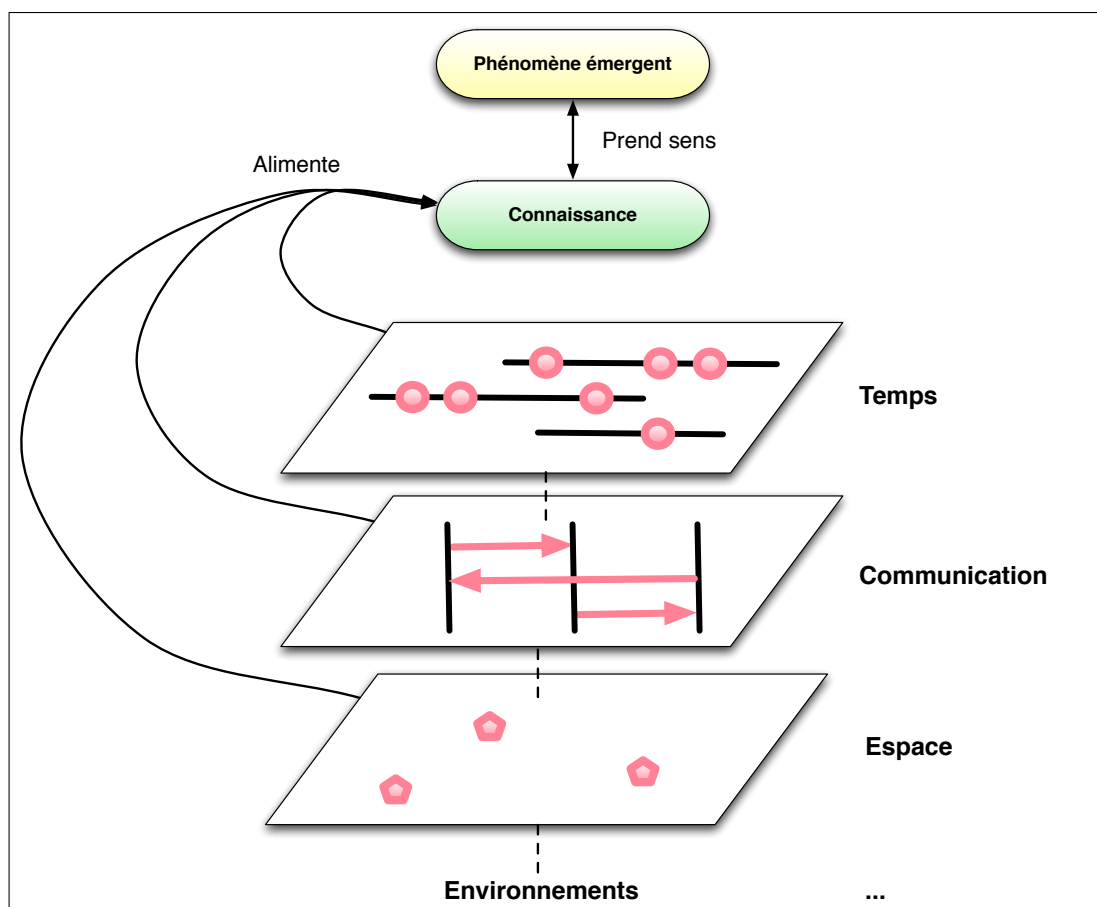 Phénomène émergent
Prend sens
Alimente
Connaissance
Temps
Communication
Espace
Environnements
...